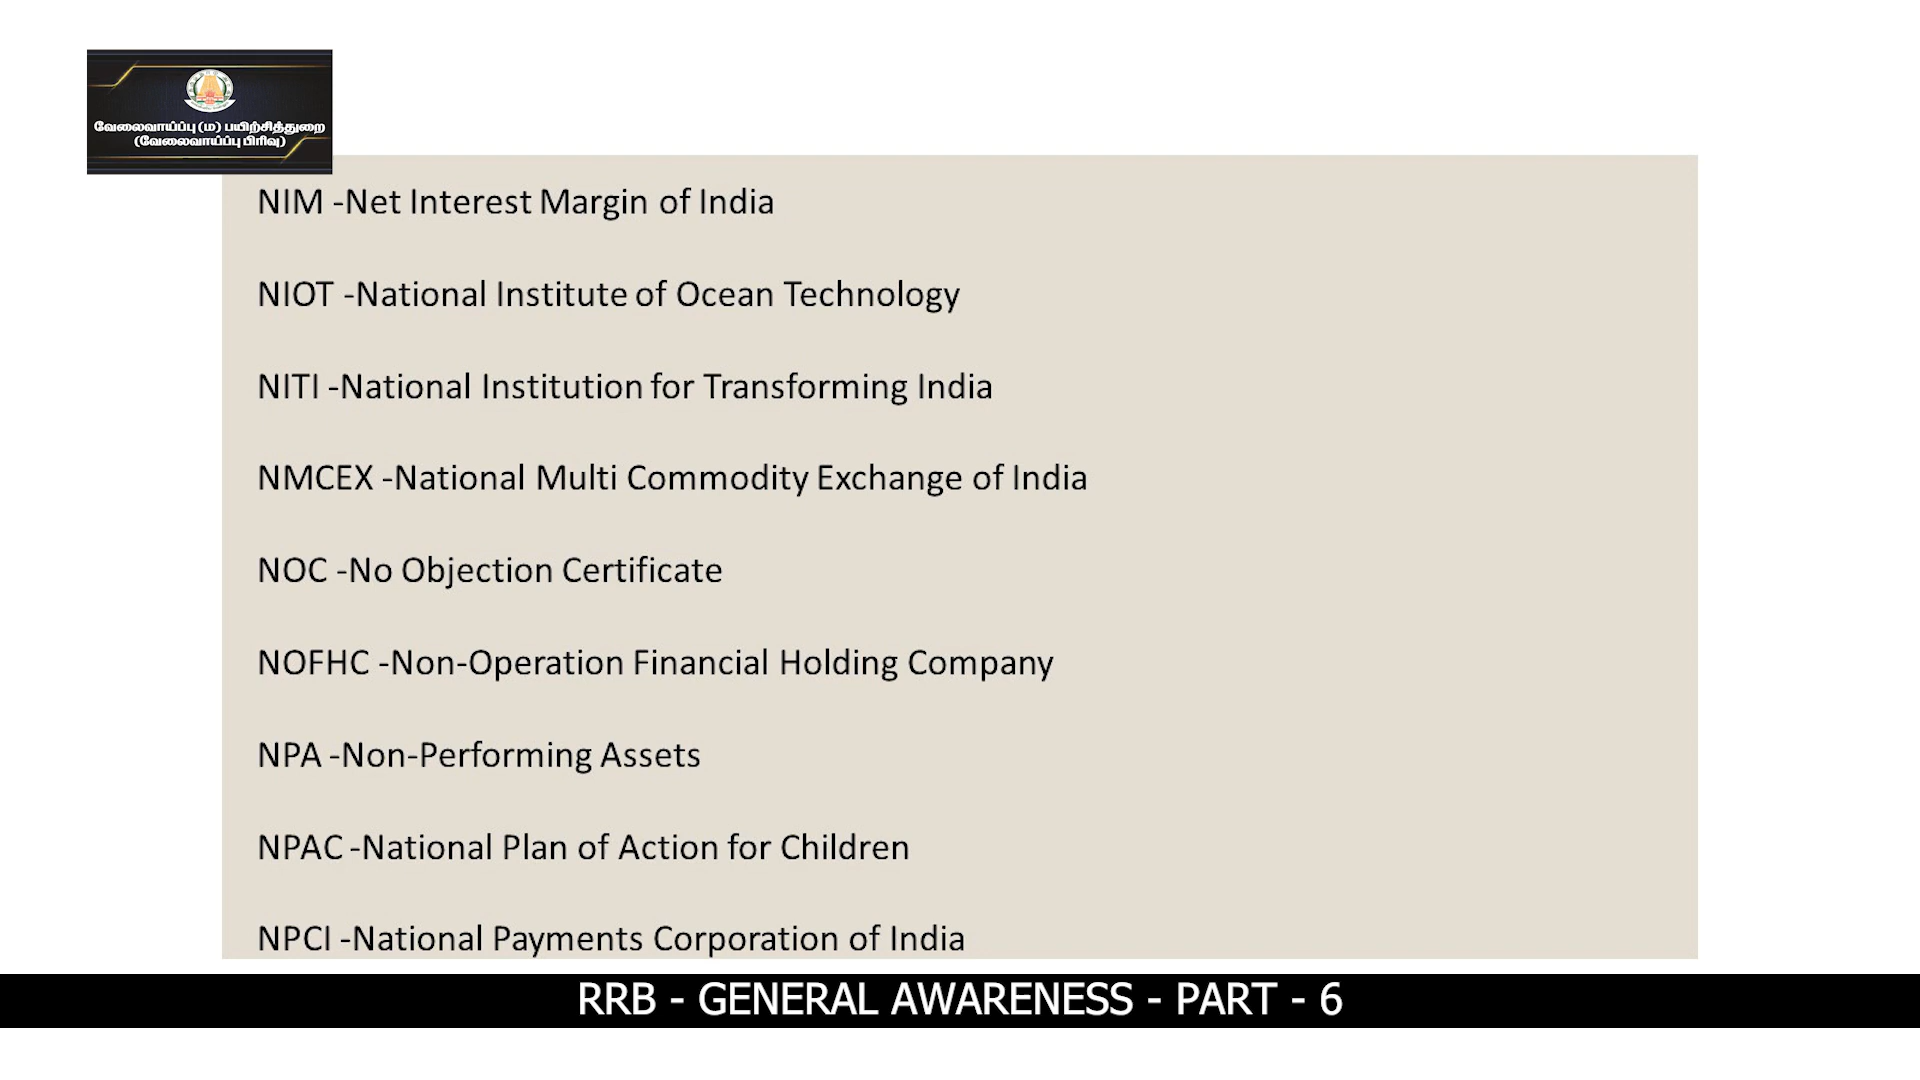 வேலைவாய்ப்பு (ம) பயிற்சித்துறை
(வேலைவாய்ப்பு பிரிவு)
NIM -Net Interest Margin of India
NIOT -National Institute of Ocean Technology
NITI -National Institution for Transforming India
NMCEX -National Multi Commodity Exchange of India
NOC -No Objection Certificate
NOFHC -Non-Operation Financial Holding Company
NPA -Non-Performing Assets
NPAC -National Plan of Action for Children
NPCI -National Payments Corporation of India
RRB - GENERAL AWARENESS - PART - 6